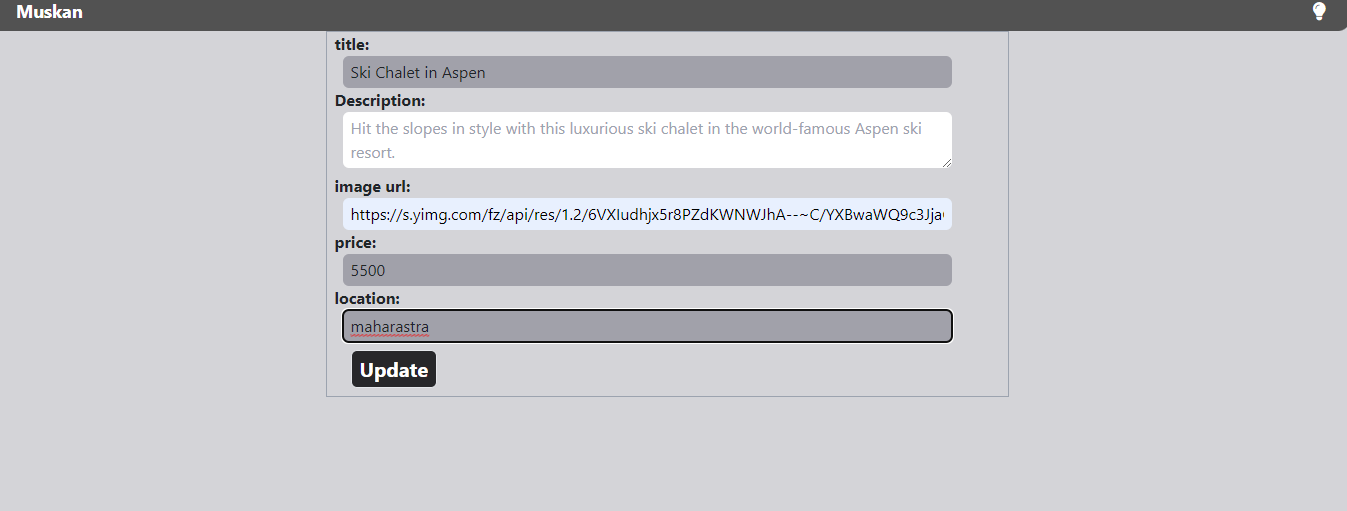 Muskan
title:
Ski Chalet in Aspen
Description:
Hit the slopes in style with this luxurious ski chalet in the world-famous Aspen ski
resort.
image url:
https://s.yimg.com/fz/api/res/1.2/6VXIudhjx5r8PZdKWNWJhA--~C/YXBwaWQ9c3Jja
price:
5500
location:
maharastra
Update